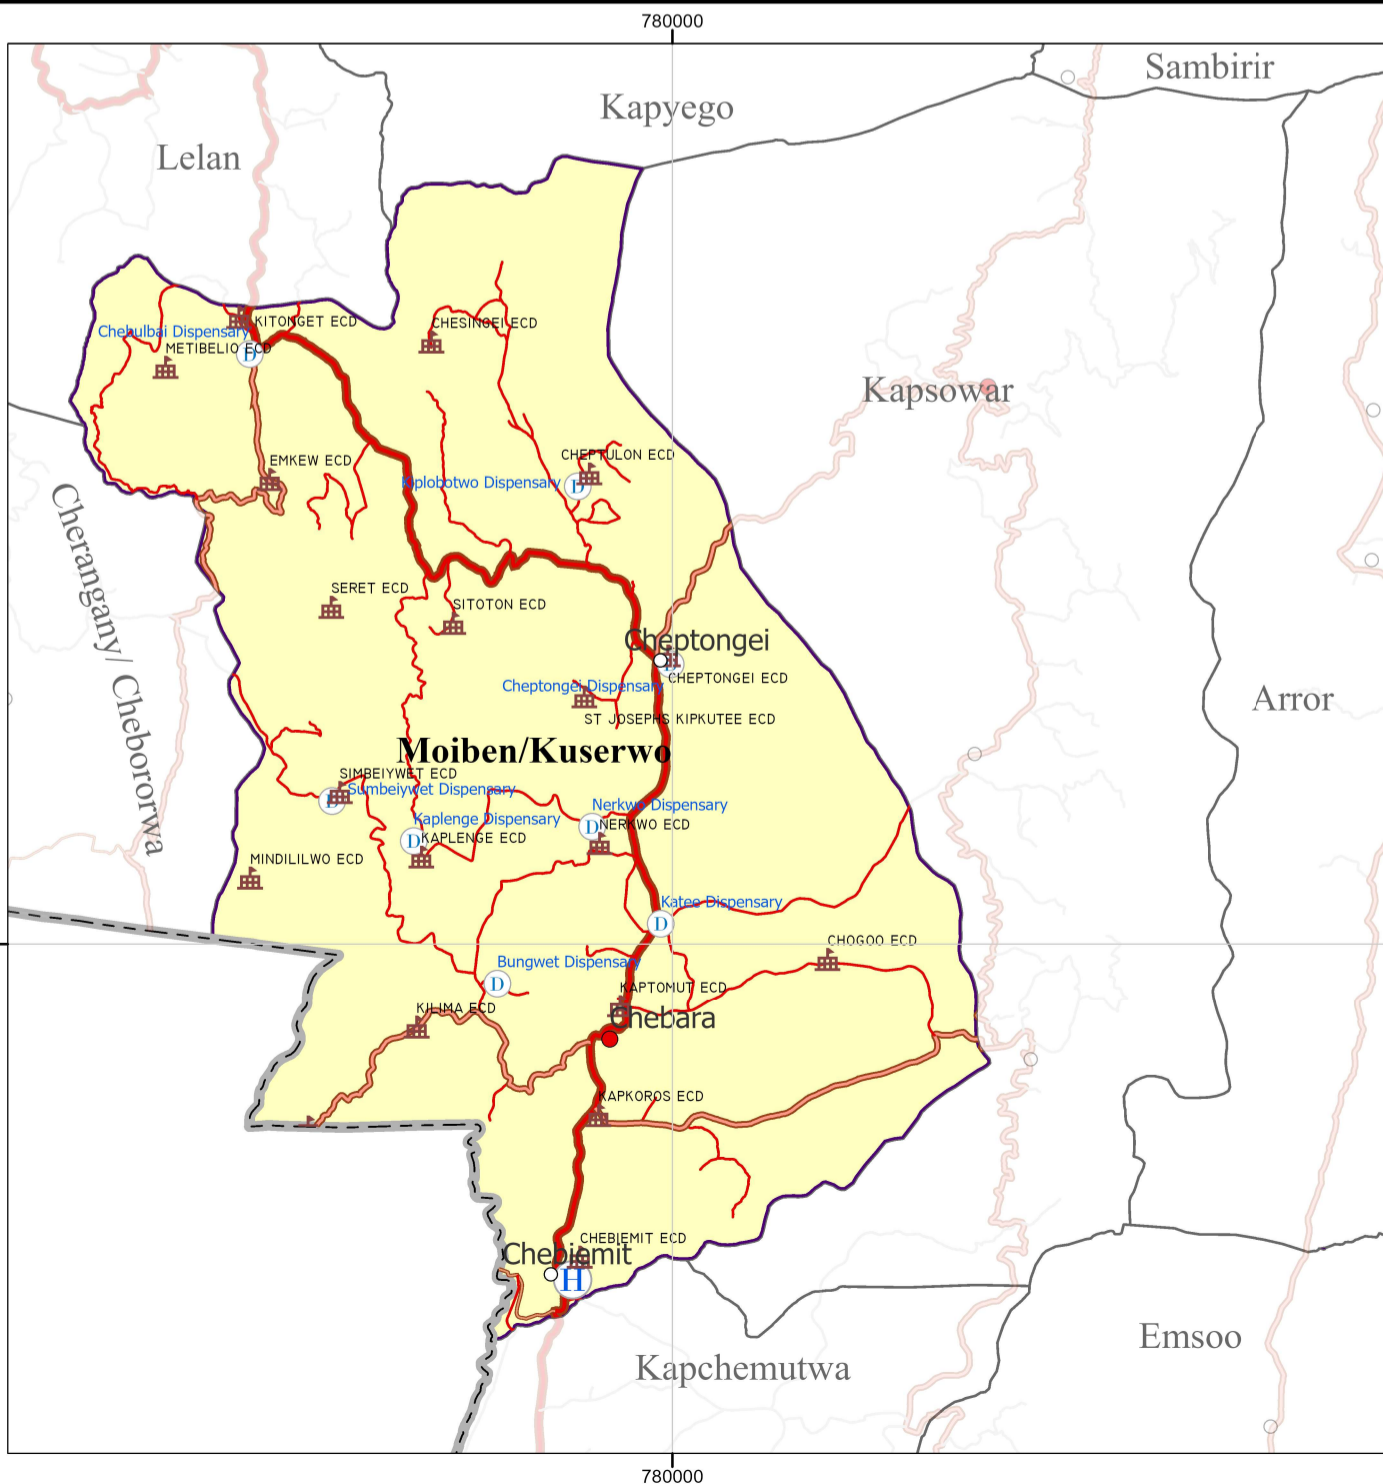 780000
Sambirir
Kapyego
Lelan
KITONGET ECD
CHESINGEI ECD
Chebulbai Dispensary
METIBELIO ECD
D
Kapsowar
CHEPTULON ECD
EMKEW ECD
Kiplobotwo Dispensary
D
Cherangany/ Chebororwa
SERET ECD
SITOTON ECD
Cheptongei
D
CHEPTONGEI ECD
Cheptongei Dispensary
Arror
ST JOSEPHS KIPKUTEE ECD
Moiben/Kuserwo
SIMBEIYWET ECD
Sumbeiywet Dispensary
D
Nerkwo Dispensary
Kaplenge Dispensary
D
NERKWO ECD
D
KAPLENGE ECD
MINDILILWO ECD
Katee Dispensary
D
CHOGOO ECD
Bungwet Dispensary
D
KAPTOMUT ECD
KILIMA ECD
Chebara
KAPKOROS ECD
CHEBIEMIT ECD
Chebiemit
H
Emsoo
Kapchemutwa
780000